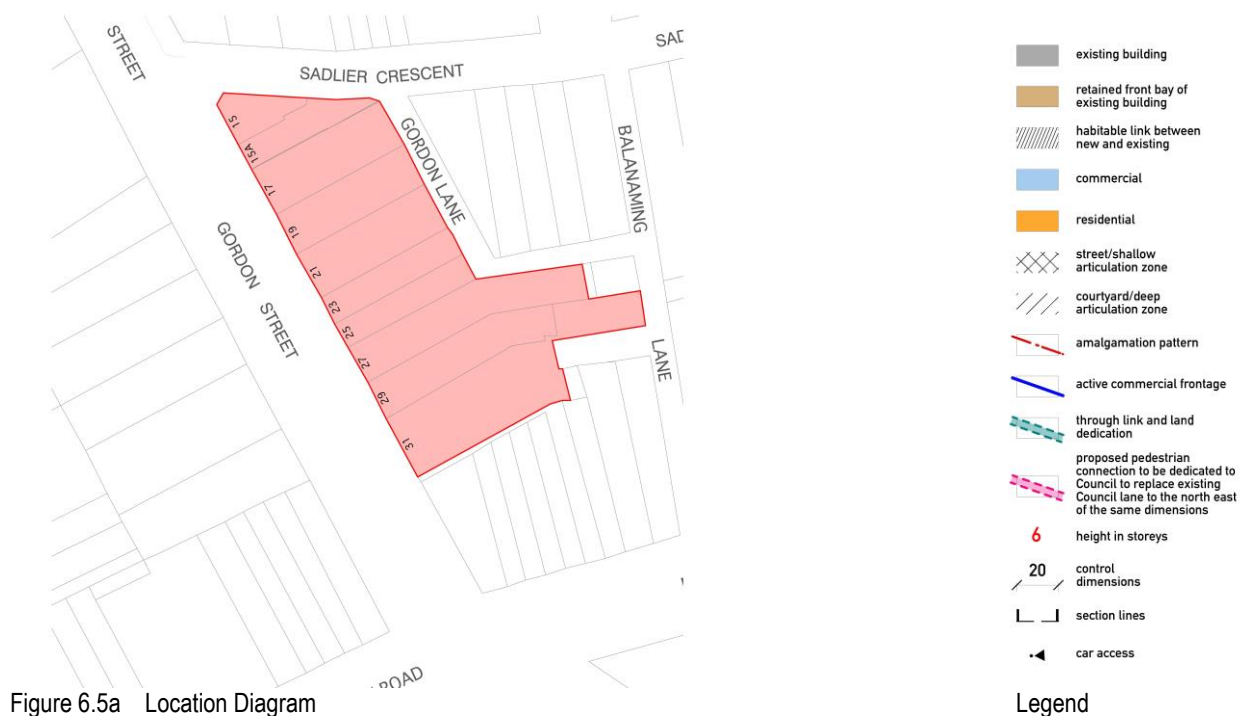 STREET
SADLIER CRESCENT
SAD
15
15A
17
19
21
23
25
27
29
31
GORDON LANE
BALANAMING
LANE
GORDON STREET
ROAD
existing building
retained front bay of
existing building
habitable link between
new and existing
commercial
residential
street/shallow
articulation zone
courtyard/deep
articulation zone
amalgamation pattern
active commercial frontage
through link and land
dedication
proposed pedestrian
connection to be dedicated to
Council to replace existing
Council lane to the north east
of the same dimensions
6 height in storeys
20 control
dimensions
section lines
car access
Figure 6.5a Location Diagram
Legend